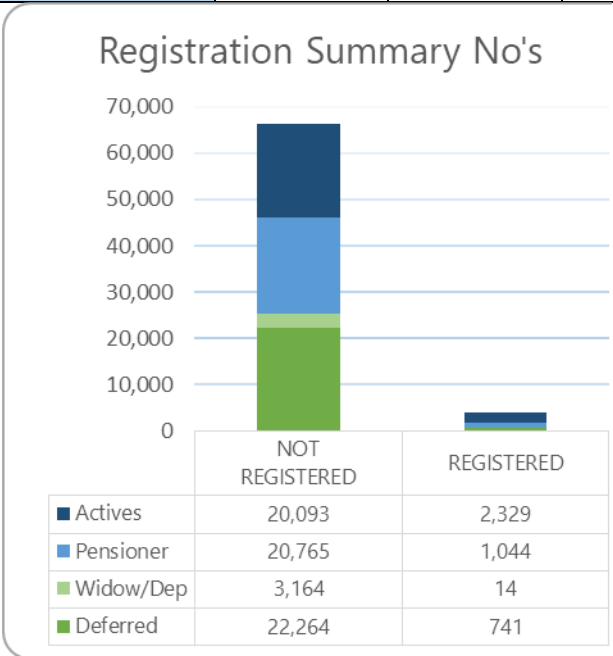 Registration Summary No's
70,000
60,000
50,000
40,000
30,000
20,000
10,000
0
NOT
REGISTERED
REGISTERED
Actives 20,093 2,329
Pensioner 20,765 1,044
Widow/Dep 3,164 14
Deferred 22,264 741